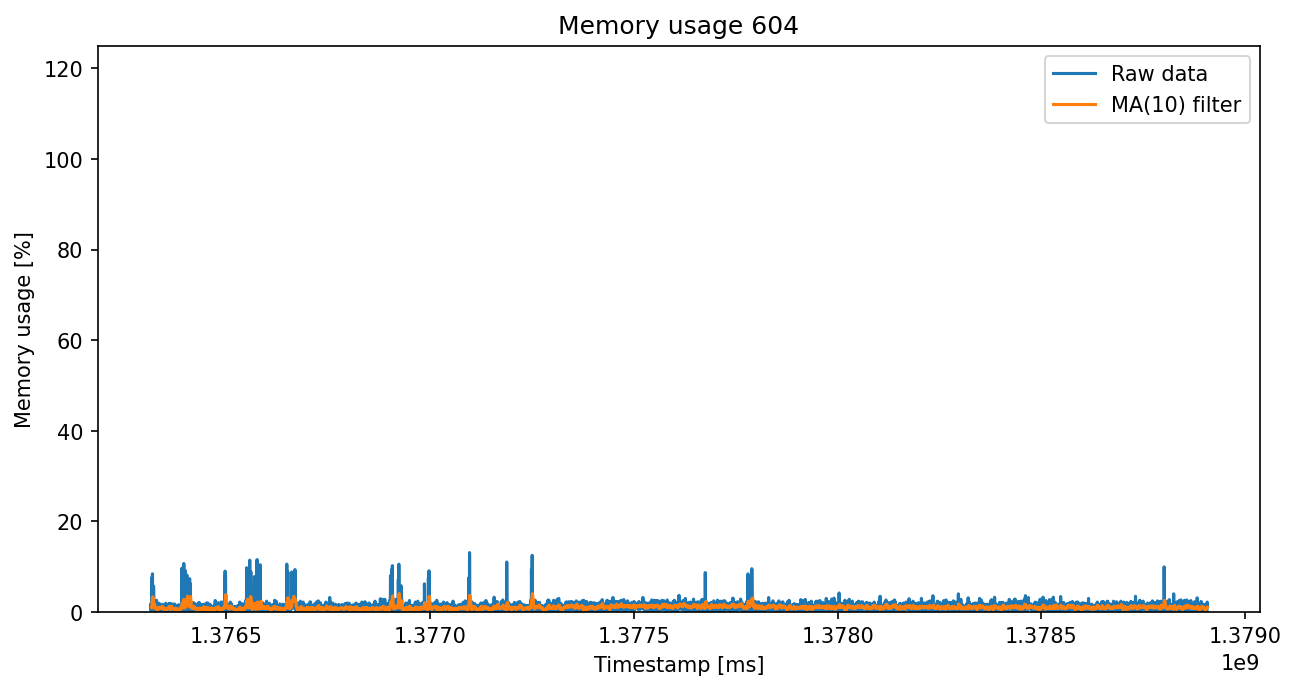 Memory usage 604
Raw data
MA(10) filter
120
100
80
60
40
20
0
Memory usage [%]
1.3765 1.3770 1.3775 1.3780 1.3785 1.3790
1e9
Timestamp [ms]